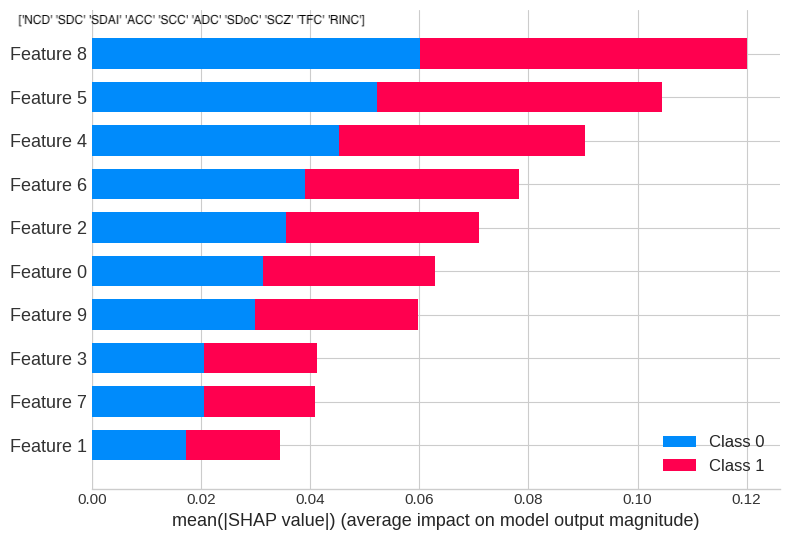 ['NCD' 'SDC' 'SDAI' 'ACC' 'SCC' 'ADC' 'SDoC' 'SCZ' 'TFC' 'RINC']
Feature 8
Feature 5
Feature 4
Feature 6
Feature 2
Feature 0
Feature 9
Feature 3
Feature 7
Feature 1
Class 0
Class 1
0.00 0.02 0.04 0.06 0.08 0.10 0.12
mean(|SHAP value|) (average impact on model output magnitude)